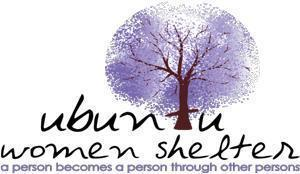 ubuntu
women shelter
a person becomes a person through other persons